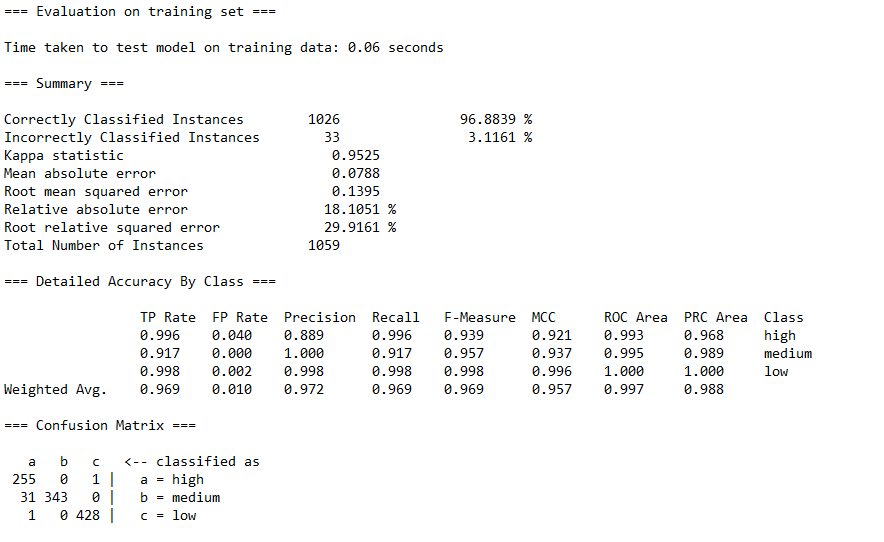 === Evaluation on training set ===
Time taken to test model on training data: 0.06 seconds
=== Summary ===
Correctly Classified Instances        1026               96.8839 %
Incorrectly Classified Instances        33                3.1161 %
Kappa statistic                          0.9525
Mean absolute error                      0.0788
Root mean squared error                  0.1395
Relative absolute error                 18.1051 %
Root relative squared error             29.9161 %
Total Number of Instances             1059
=== Detailed Accuracy By Class ===
                 TP Rate  FP Rate  Precision  Recall   F-Measure  MCC      ROC Area  PRC Area  Class
                 0.996    0.040    0.889      0.996    0.939      0.921    0.993     0.968     high
                 0.917    0.000    1.000      0.917    0.957      0.937    0.995     0.989     medium
                 0.998    0.002    0.998      0.998    0.998      0.996    1.000     1.000     low
Weighted Avg.    0.969    0.010    0.972      0.969    0.969      0.957    0.997     0.988
=== Confusion Matrix ===
   a   b   c   <-- classified as
 255   0   1 |   a = high
  31 343   0 |   b = medium
   1   0 428 |   c = low